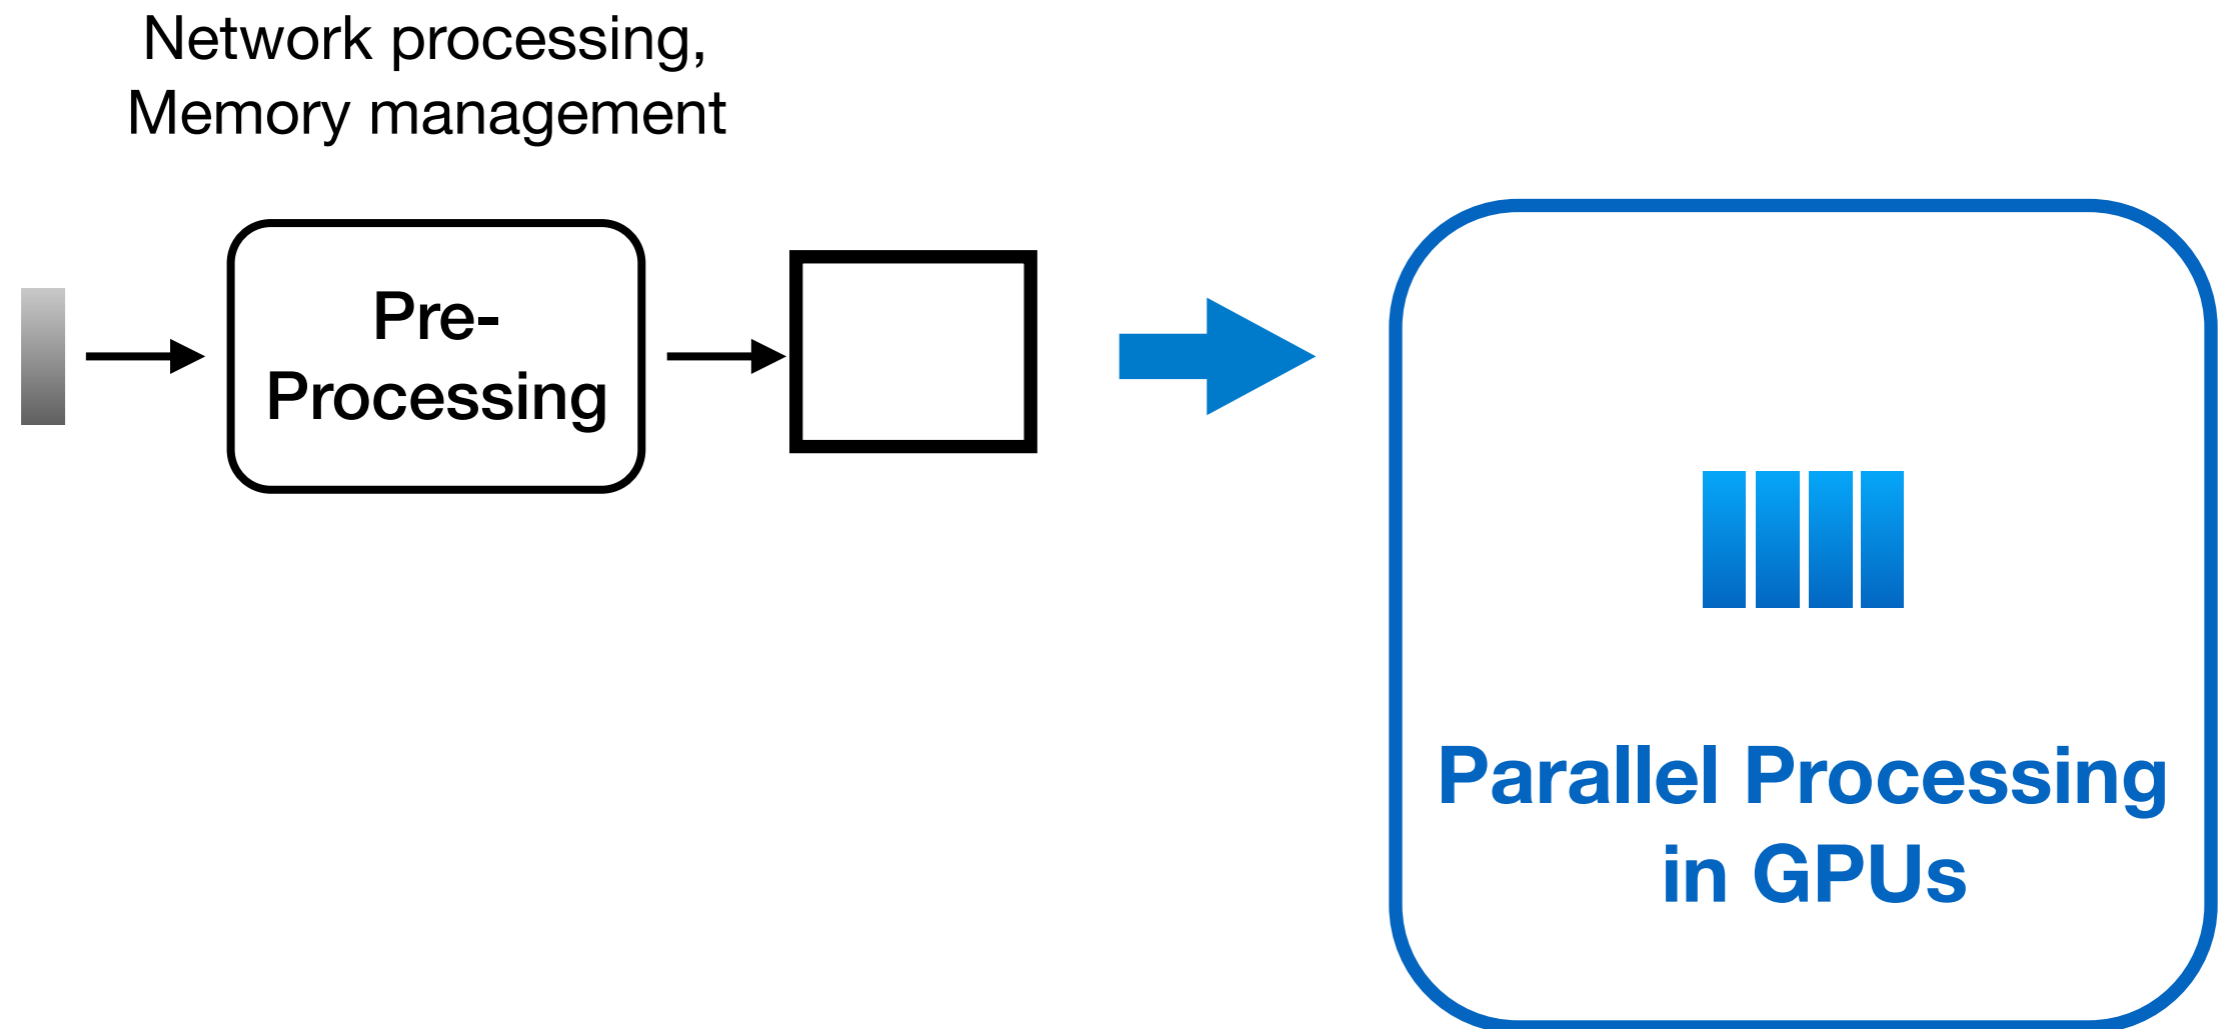 Network processing,
Memory management
Pre-
Processing
Parallel Processing
in GPUs